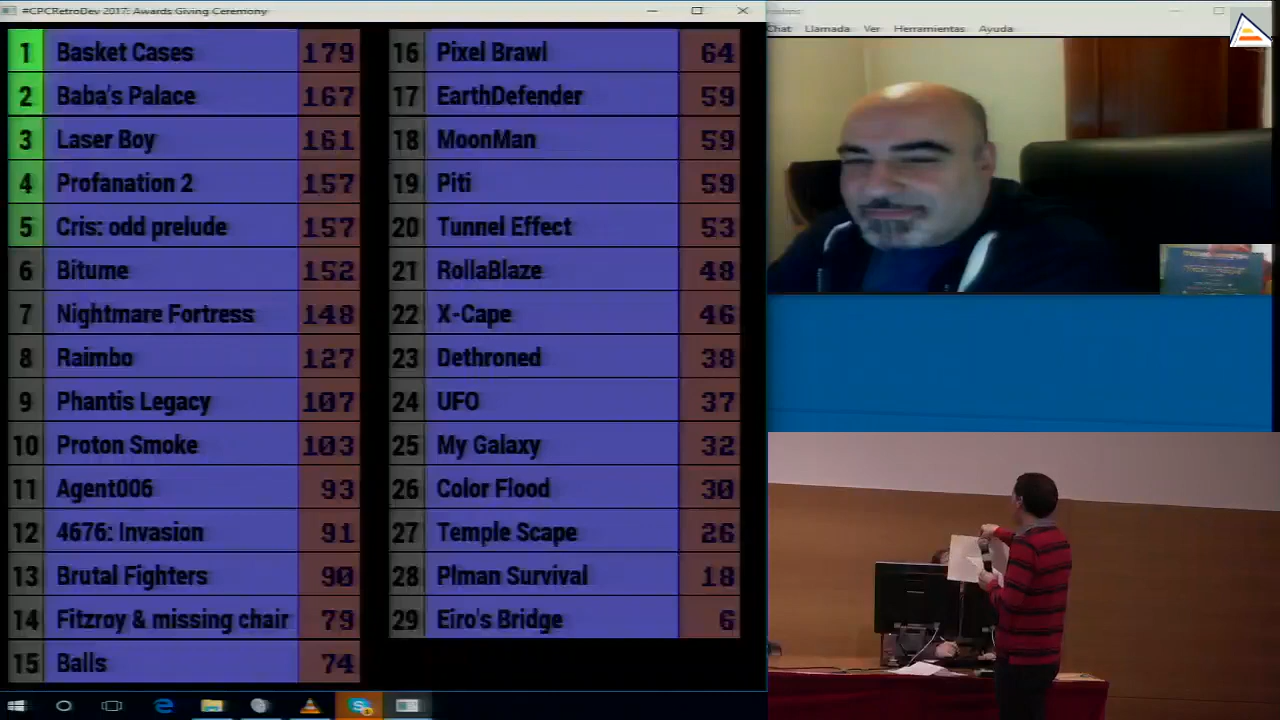 #CPCRetroDev 2017: Awards Giving Ceremony
Chat Llamada Ver Herramientas Ayuda
1 Basket Cases 179
2 Baba's Palace 167
3 Laser Boy 161
4 Profanation 2 157
5 Cris: odd prelude 157
6 Bitume 152
7 Nightmare Fortress 148
8 Raimbo 127
9 Phantis Legacy 107
10 Proton Smoke 103
11 Agent006 93
12 4676: Invasion 91
13 Brutal Fighters 90
14 Fitzroy & missing chair 79
15 Balls 74
16 Pixel Brawl 64
17 EarthDefender 59
18 MoonMan 59
19 Piti 59
20 Tunnel Effect 53
21 RollaBlaze 48
22 X-Cape 46
23 Dethroned 38
24 UFO 37
25 My Galaxy 32
26 Color Flood 30
27 Temple Scape 26
28 Plman Survival 18
29 Eiro's Bridge 6